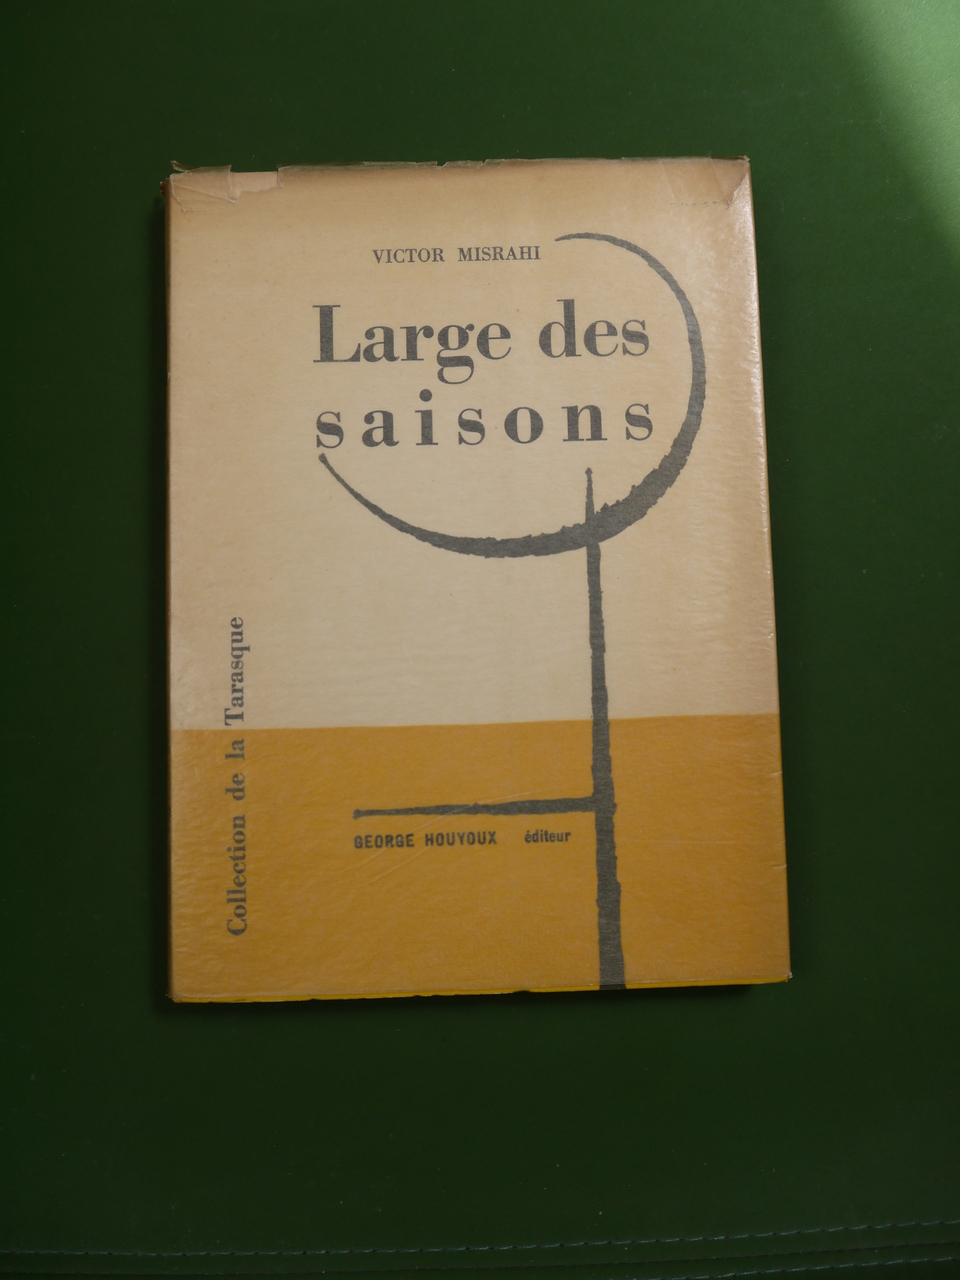 VICTOR MISRAHI
Large des
saisons
Collection de la Tarasque
GEORGE HOUYOUX éditeur